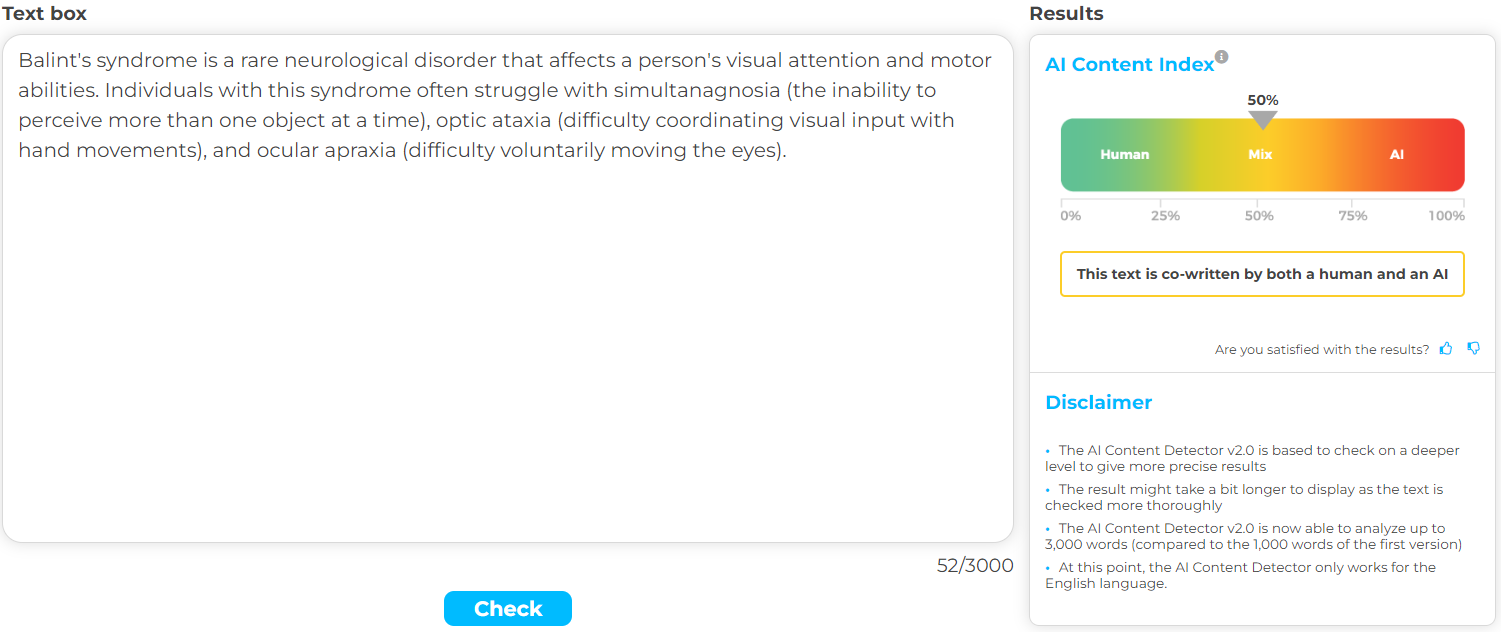 Text box
Balint's syndrome is a rare neurological disorder that affects a person's visual attention and motor
abilities. Individuals with this syndrome often struggle with simultanagnosia (the inability to
perceive more than one object at a time), optic ataxia (difficulty coordinating visual input with
hand movements), and ocular apraxia (difficulty voluntarily moving the eyes).
52/3000
Check
Results
AI Content Index i
50%
Human Mix AI
0% 25% 50% 75% 100%
This text is co-written by both a human and an AI
Are you satisfied with the results?
Disclaimer
• The AI Content Detector v2.0 is based to check on a deeper
level to give more precise results
• The result might take a bit longer to display as the text is
checked more thoroughly
• The AI Content Detector v2.0 is now able to analyze up to
3,000 words (compared to the 1,000 words of the first version)
• At this point, the AI Content Detector only works for the
English language.